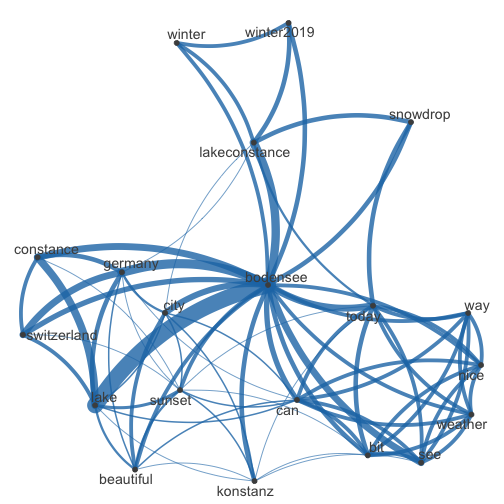 winter
winter2019
snowdrop
lakeconstance
constance
germany
bodensee
city
today
way
switzerland
nice
lake
sunset
can
weather
bit
see
beautiful
konstanz